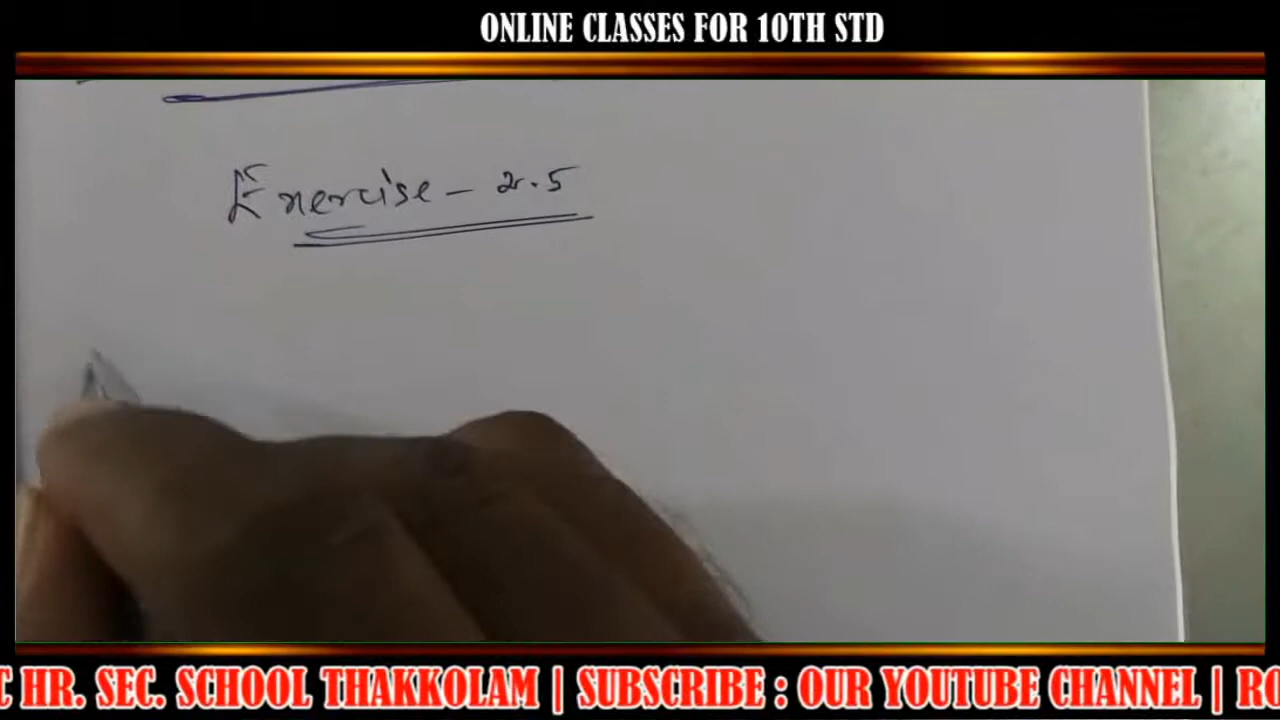 ONLINE CLASSES FOR 10TH STD
Exercise - 2.5
HR. SEC. SCHOOL THAKKOLAM | SUBSCRIBE : OUR YOUTUBE CHANNEL |